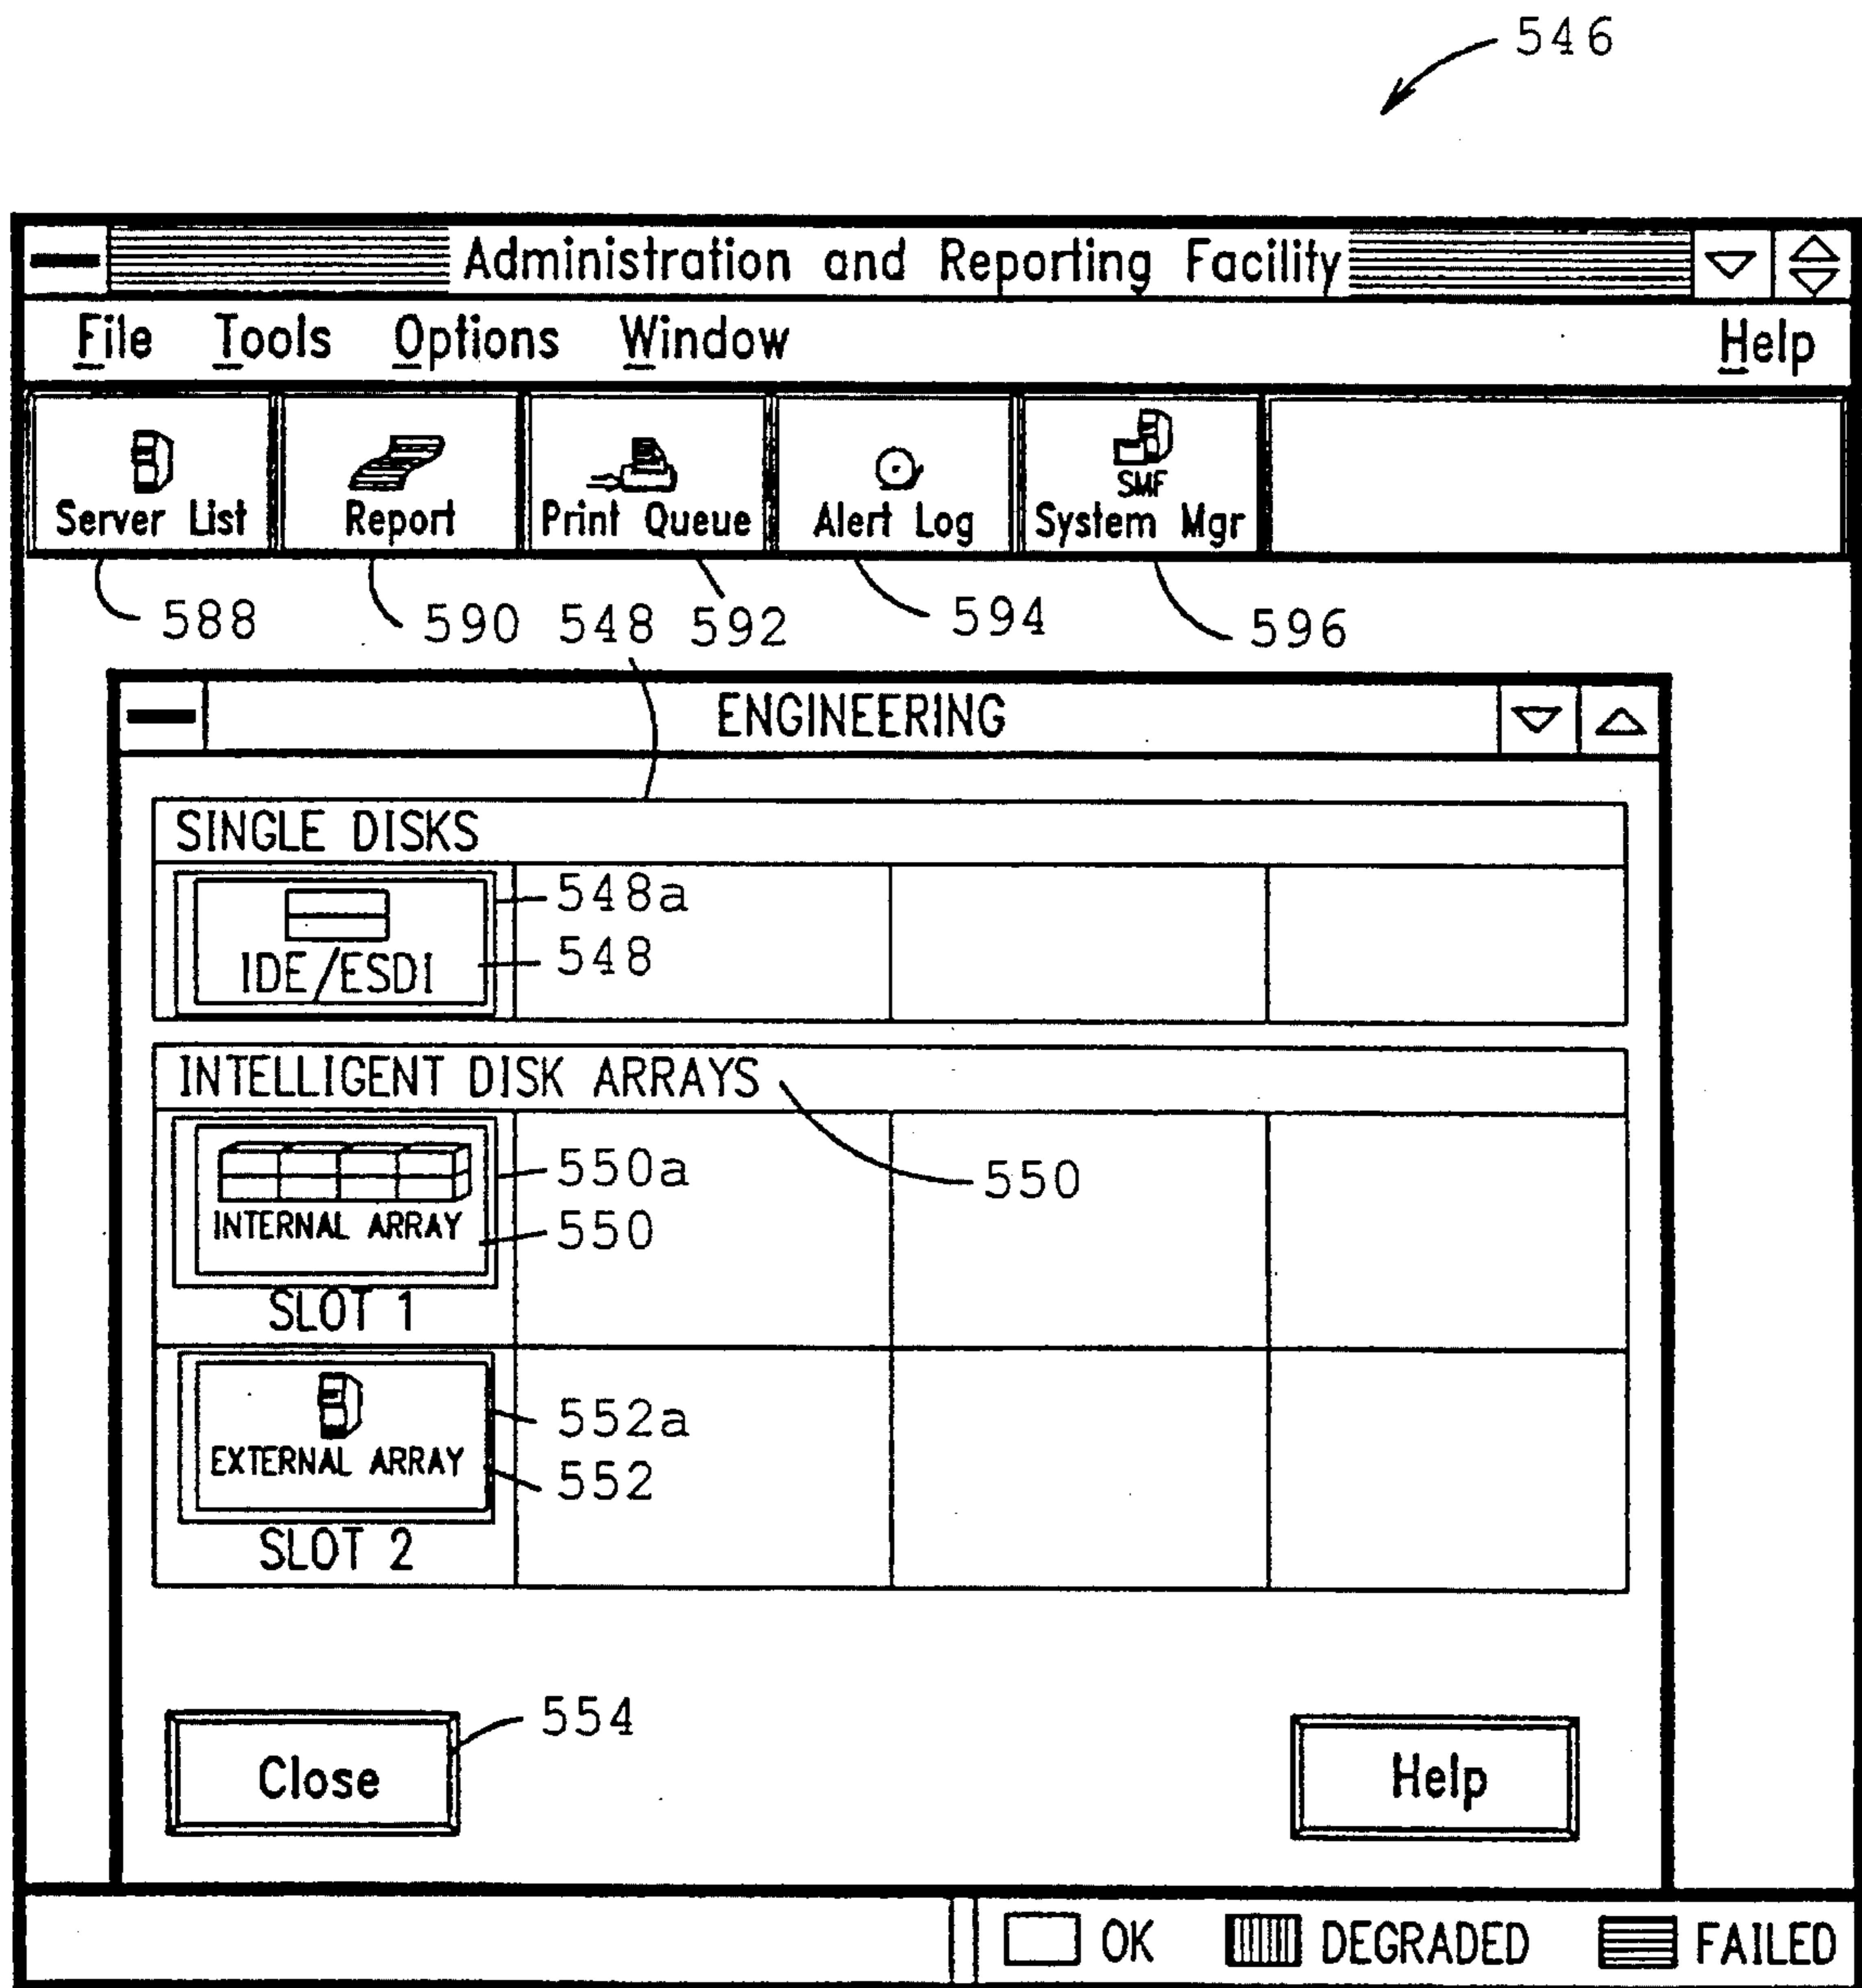 546
Administration and Reporting Facility
File Tools Options Window Help
SMF
Server List Report Print Queue Alert Log System Mgr
588 590 548 592 594 596
ENGINEERING
SINGLE DISKS
548a
IDE/ESDI 548
INTELLIGENT DISK ARRAYS
550a 550
INTERNAL ARRAY 550
SLOT 1
552a
EXTERNAL ARRAY 552
SLOT 2
554
Close Help
OK DEGRADED FAILED